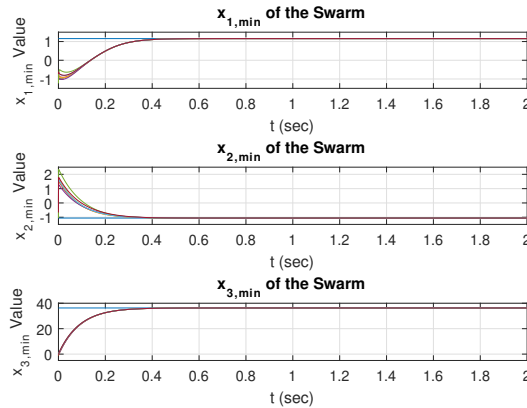 x1,min of the Swarm
x1,min Value
1
0
-1
0 0.2 0.4 0.6 0.8 1 1.2 1.4 1.6 1.8 2
t (sec)
x2,min of the Swarm
x2,min Value
2
1
0
-1
0 0.2 0.4 0.6 0.8 1 1.2 1.4 1.6 1.8 2
t (sec)
x3,min of the Swarm
x3,min Value
40
20
0
0 0.2 0.4 0.6 0.8 1 1.2 1.4 1.6 1.8 2
t (sec)